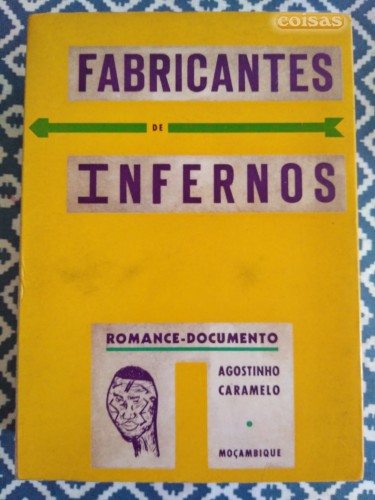 coisas
FABRICANTES
DE
INFERNOS
ROMANCE-DOCUMENTO
AGOSTINHO
CARAMELO
MOÇAMBIQUE